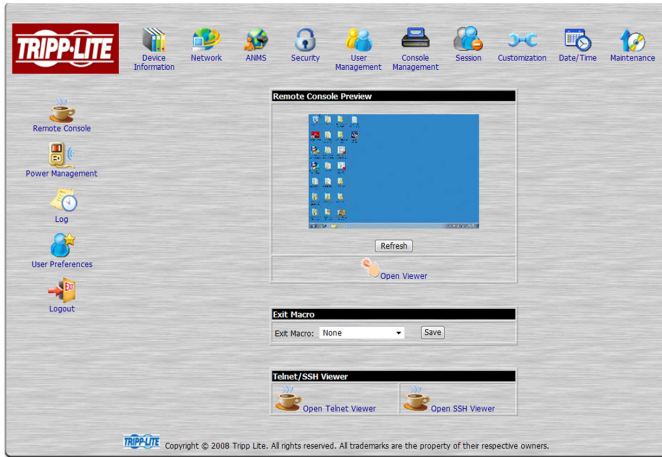 TRIPP·LITE
Device Information
Network
ANMS
Security
User Management
Console Management
Session
Customization
Date/Time
Maintenance
Remote Console
Power Management
Log
User Preferences
Exit
Logout
Remote Console Preview
Refresh
Open Viewer
Exit Macro
Exit Macro: None Save
Telnet/SSH Viewer
Open Telnet Viewer
Open SSH Viewer
TRIPP·LITE Copyright © 2008 Tripp Lite. All rights reserved. All trademarks are the property of their respective owners.